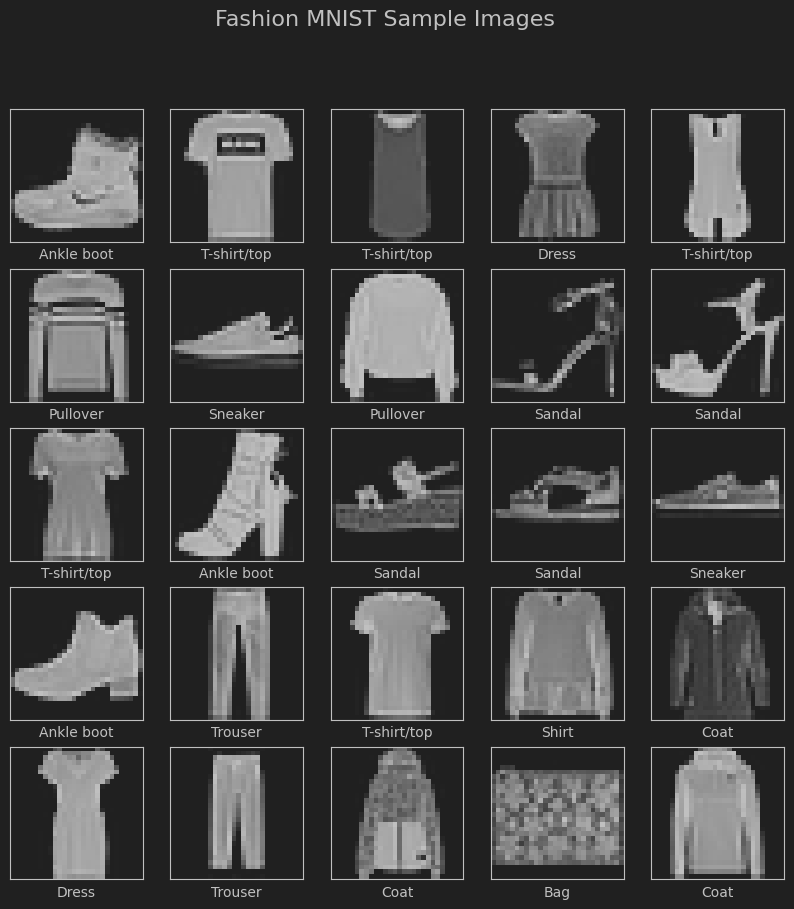 Fashion MNIST Sample Images
Ankle boot
T-shirt/top
T-shirt/top
Dress
T-shirt/top
Pullover
Sneaker
Pullover
Sandal
Sandal
T-shirt/top
Ankle boot
Sandal
Sandal
Sneaker
Ankle boot
Trouser
T-shirt/top
Shirt
Coat
Dress
Trouser
Coat
Bag
Coat